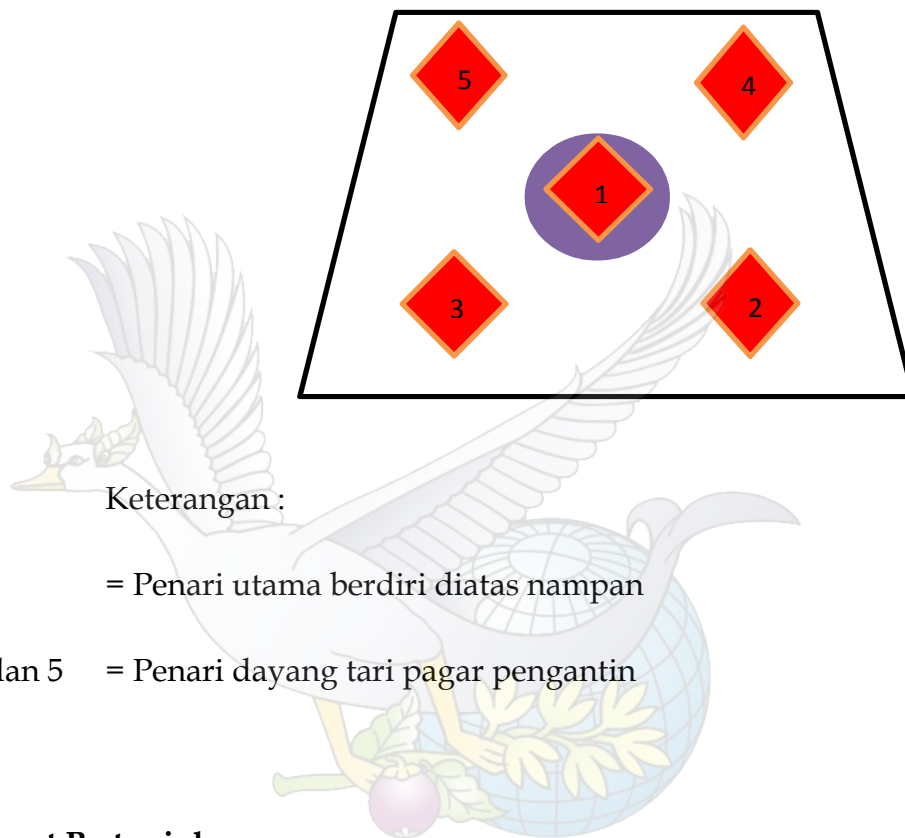 5 4
1
3 2
Keterangan :
= Penari utama berdiri diatas nampan
dan 5 = Penari dayang tari pagar pengantin